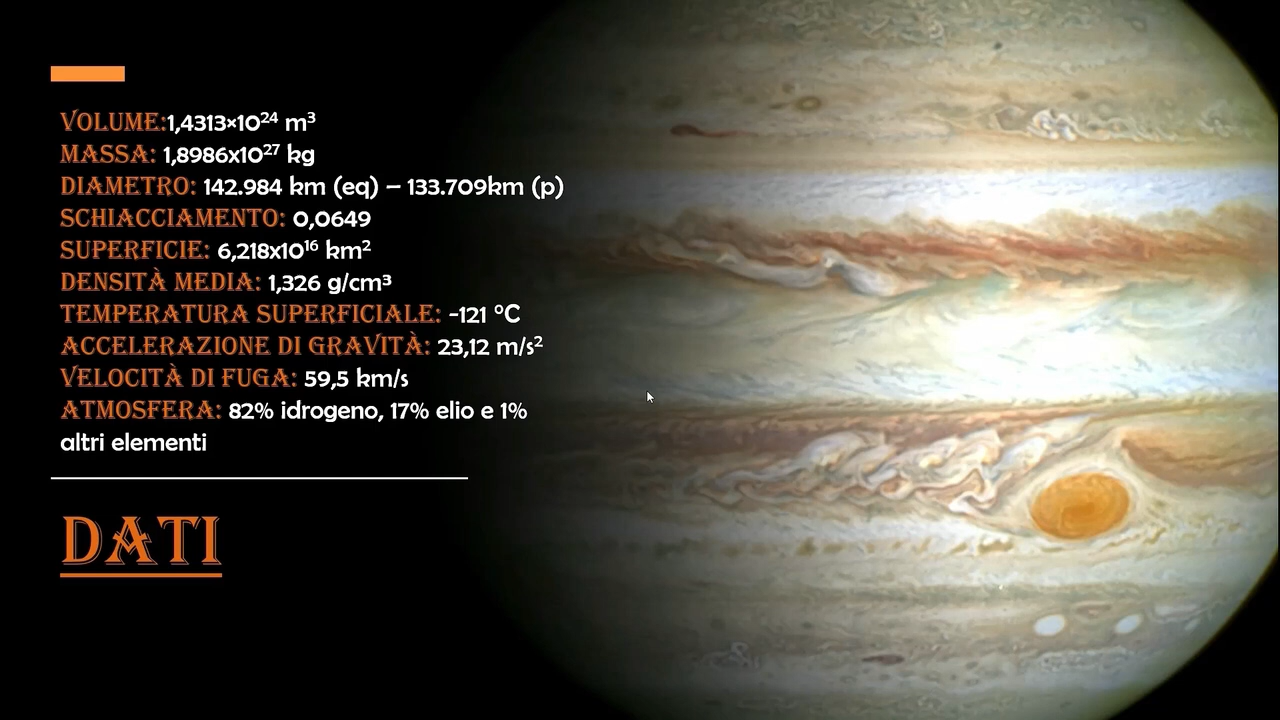 VOLUME:1,4313×10²⁴ m³
MASSA: 1,8986x10²⁷ kg
DIAMETRO: 142.984 km (eq) – 133.709km (p)
SCHIACCIAMENTO: 0,0649
SUPERFICIE: 6,218x10¹⁶ km²
DENSITÀ MEDIA: 1,326 g/cm³
TEMPERATURA SUPERFICIALE: -121 °C
ACCELERAZIONE DI GRAVITÀ: 23,12 m/s²
VELOCITÀ DI FUGA: 59,5 km/s
ATMOSFERA: 82% idrogeno, 17% elio e 1%
altri elementi
DATI